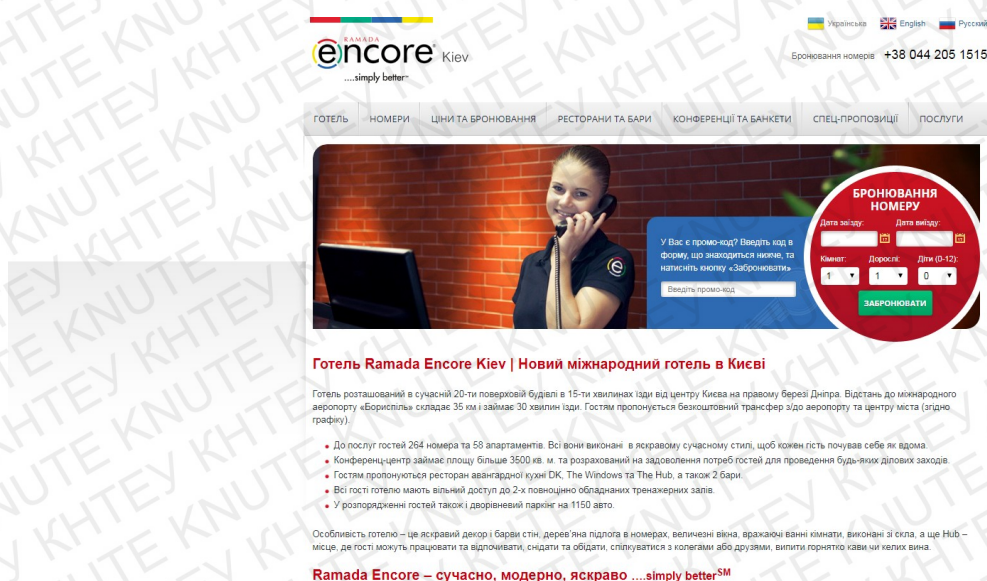 Українська English Русский
RAMADA
encore Kiev
....simply better
Бронювання номерів +38 044 205 1515
ГОТЕЛЬ НОМЕРИ ЦІНИ ТА БРОНЮВАННЯ РЕСТОРАНИ ТА БАРИ КОНФЕРЕНЦІЇ ТА БАНКЕТИ СПЕЦ-ПРОПОЗИЦІЇ ПОСЛУГИ
БРОНЮВАННЯ
НОМЕРУ
Дата заїзду: Дата виїзду:
У Вас є промо-код? Введіть код в
форму, що знаходиться нижче, та
натисніть кнопку «Забронювати»
Введіть промо-код
Кімнат: Дорослі: Діти (0-12):
1 1 0
ЗАБРОНЮВАТИ
Готель Ramada Encore Kiev | Новий міжнародний готель в Києві
Готель розташований в сучасній 20-ти поверховій будівлі в 15-ти хвилинах їзди від центру Києва на правому березі Дніпра. Відстань до міжнародного
аеропорту «Бориспіль» складає 35 км і займає 30 хвилин їзди. Гостям пропонується безкоштовний трансфер з/до аеропорту та центру міста (згідно
графіку).
До послуг гостей 264 номера та 58 апартаментів. Всі вони виконані в яскравому сучасному стилі, щоб кожен гість почував себе як вдома.
Конференц-центр займає площу більше 3500 кв. м. та розрахований на задоволення потреб гостей для проведення будь-яких ділових заходів.
Гостям пропонуються ресторан авангардної кухні DK, The Windows та The Hub, а також 2 бари.
Всі гості готелю мають вільний доступ до 2-х повноцінно обладнаних тренажерних залів.
У розпорядженні гостей також і дворівневий паркінг на 1150 авто.
Особливість готелю – це яскравий декор і барви стін, дерев'яна підлога в номерах, величезні вікна, вражаючі ванні кімнати, виконані зі скла, а ще Hub –
місце, де гості можуть працювати та відпочивати, снідати та обідати, спілкуватися з колегами або друзями, випити горнятко кави чи келих вина.
Ramada Encore – сучасно, модерно, яскраво ....simply better SM